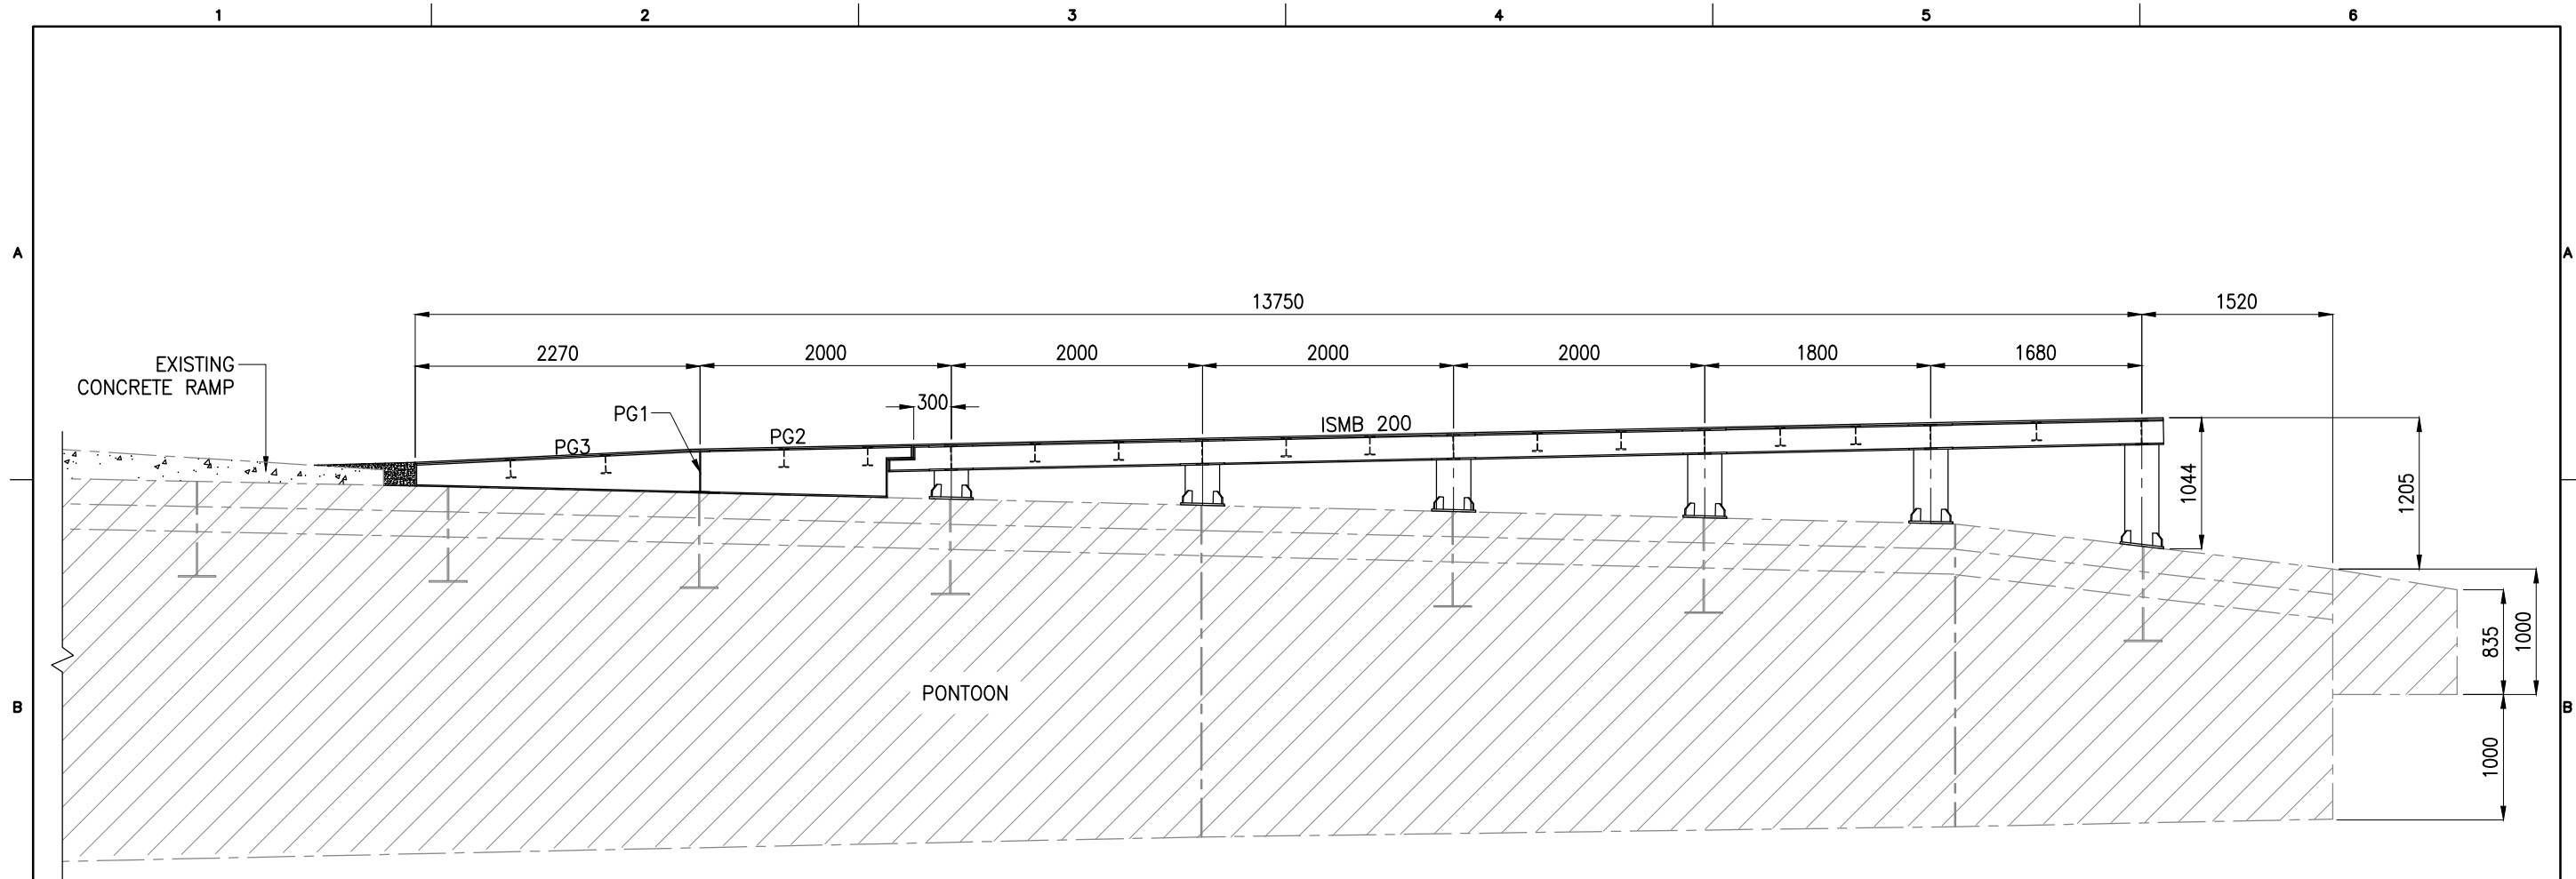 1 2 3 4 5 6
A A
13750 1520
2270 2000 2000 2000 2000 1800 1680
EXISTING
CONCRETE RAMP
300
PG1
PG3 PG2 ISMB 200
1044
1205
835
1000
B PONTOON B
1000